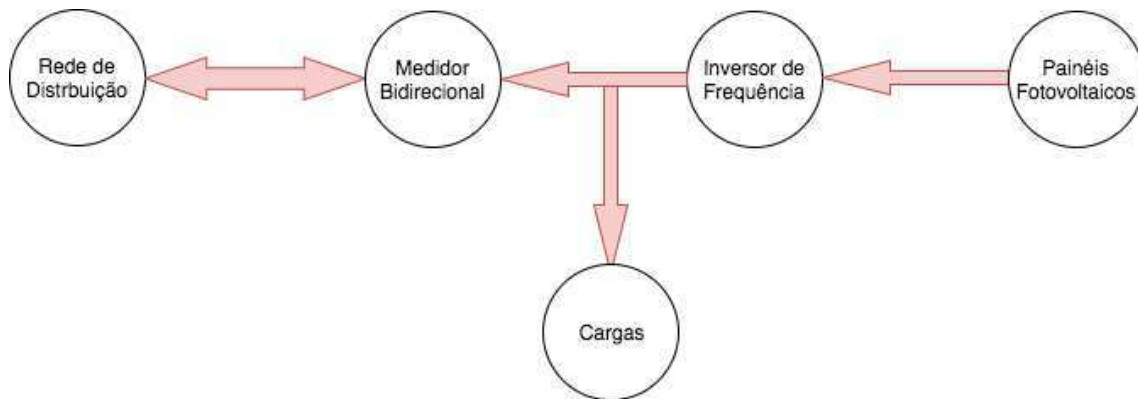 Rede de
Distrbuição
Medidor
Bidirecional
Inversor de
Frequência
Painéis
Fotovoltaicos
Cargas